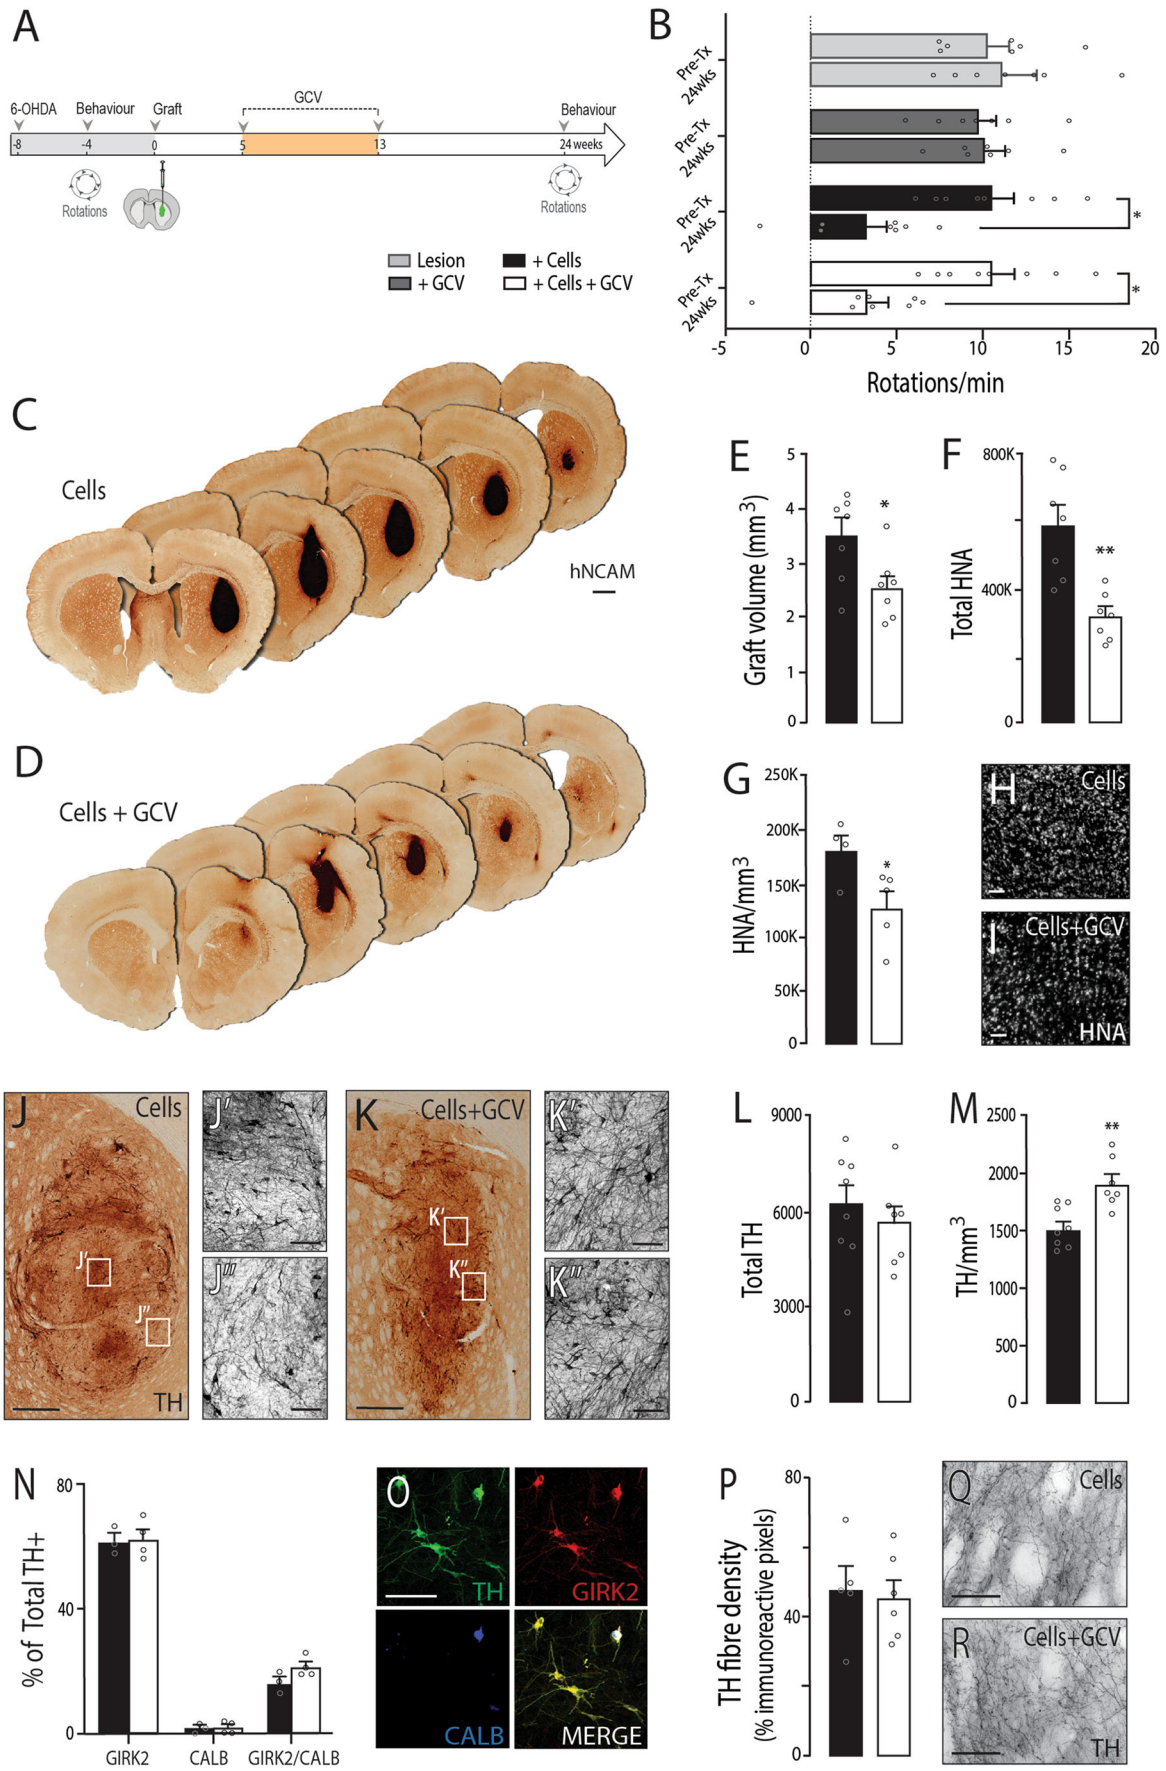 A
6-OHDA Behaviour Graft GCV Behaviour
-8 -4 0 5 13 24 weeks
Rotations Rotations
Lesion + Cells
+ GCV + Cells + GCV
B
Pre-Tx
24wks
Pre-Tx
24wks
Pre-Tx
24wks
*
Pre-Tx
24wks
*
-5 0 5 10 15 20
Rotations/min
C
Cells
hNCAM
D
Cells + GCV
E
Graft volume (mm3)
5
4
3
2
1
0
*
F
Total HNA
800K
400K
0
**
G
HNA/mm3
250K
200K
150K
100K
50K
0
*
H Cells
I Cells+GCV
HNA
J Cells
J'
J"
TH
J'
J"
K Cells+GCV
K'
K"
K'
K"
L
Total TH
9000
6000
3000
0
M
TH/mm3
2500
2000
1500
1000
500
0
**
N
% of Total TH+
80
40
0
GIRK2 CALB GIRK2/CALB
O
TH GIRK2
CALB MERGE
P
TH fibre density
(% immunoreactive pixels)
80
40
0
Q Cells
R Cells+GCV
TH